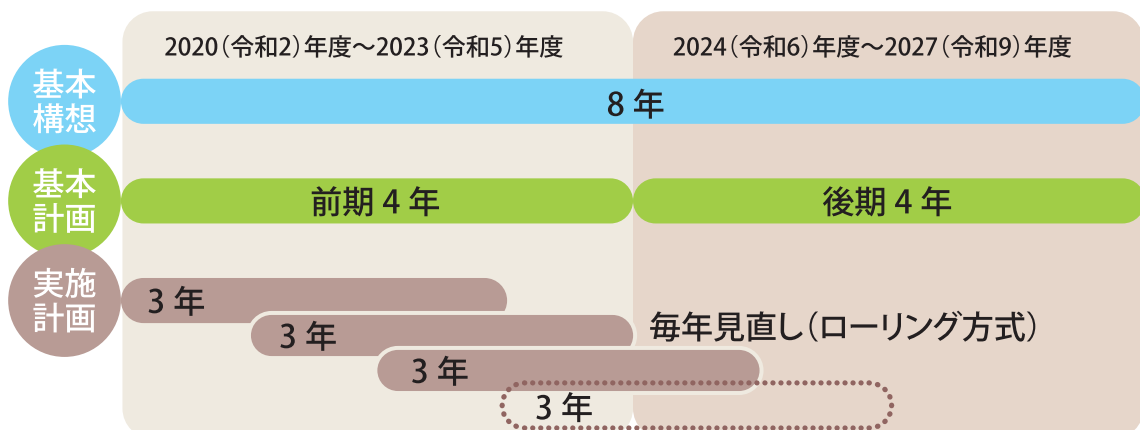 2020（令和2）年度～2023（令和5）年度
2024（令和6）年度～2027（令和9）年度
基本
構想
8 年
基本
計画
前期 4 年
後期 4 年
実施
計画
3 年
3 年
毎年見直し（ローリング方式）
3 年
3 年